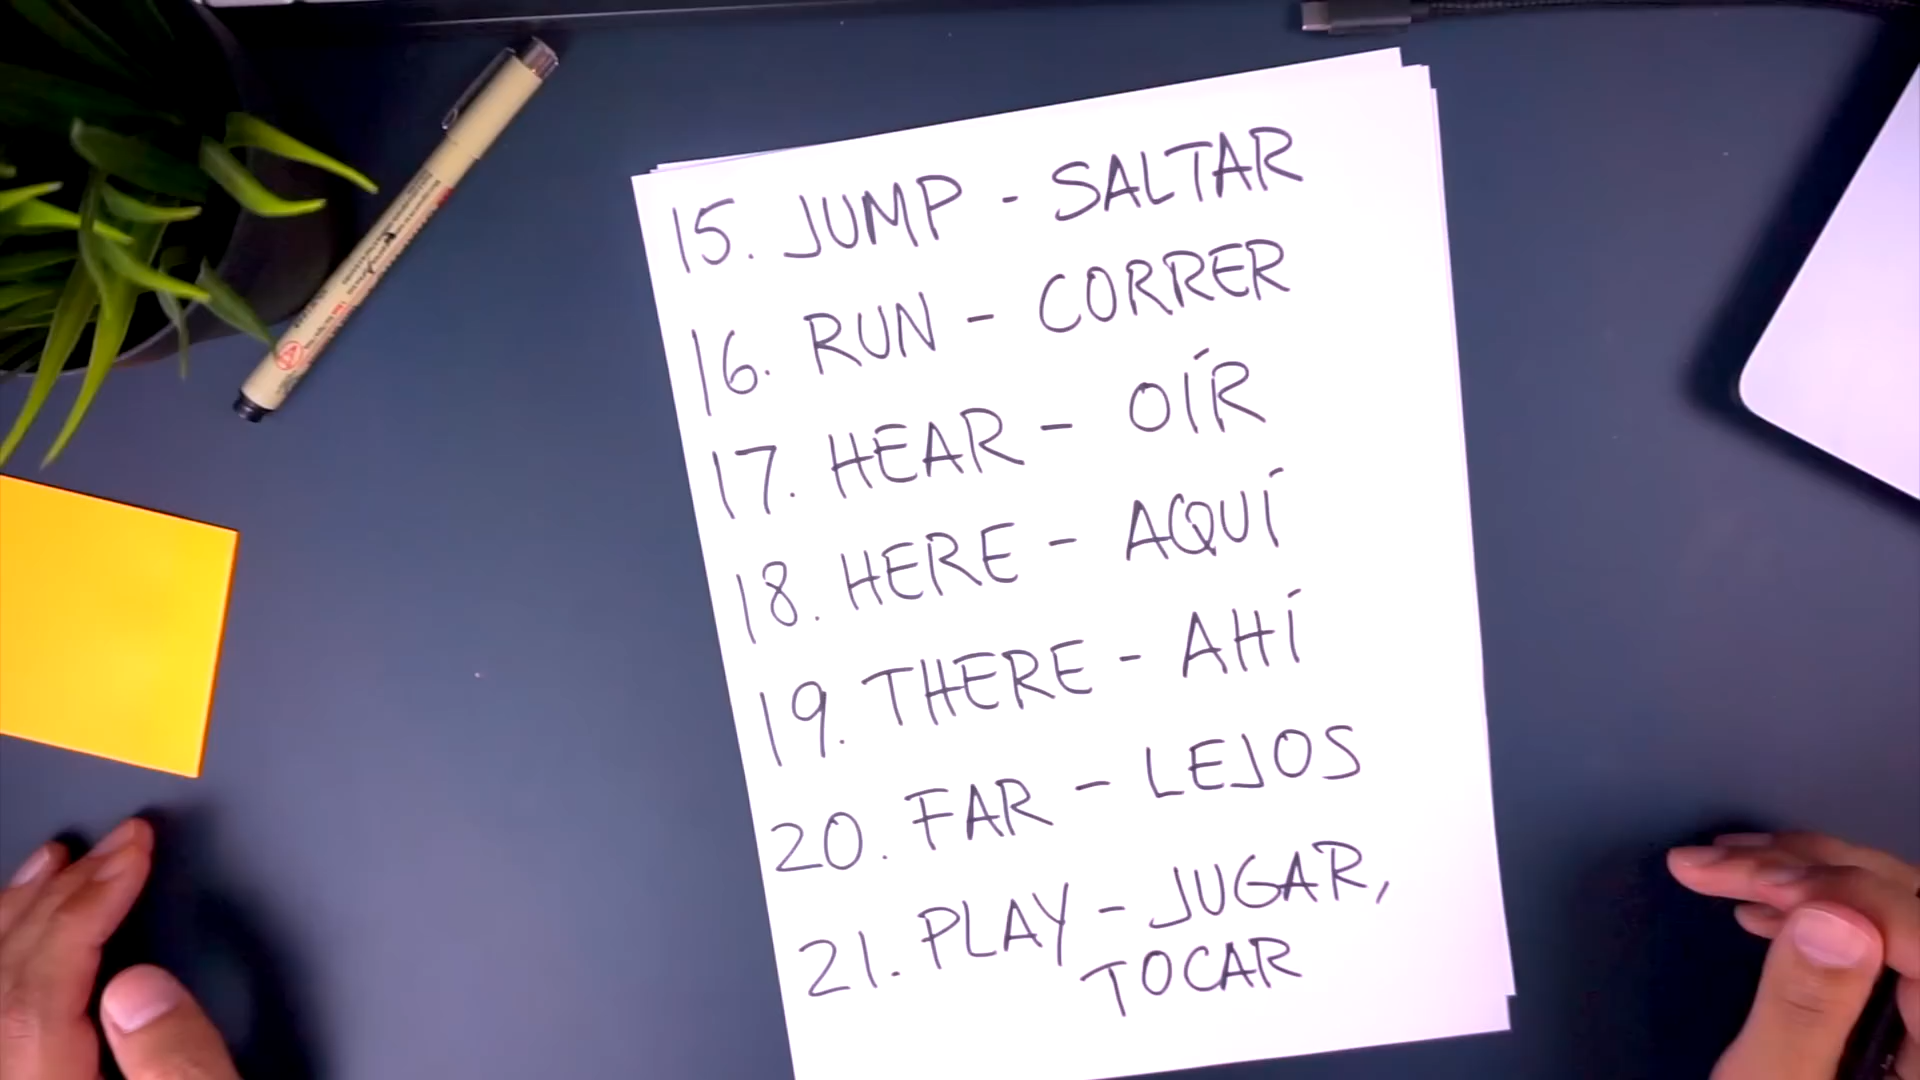 15. JUMP - SALTAR
16. RUN - CORRER
17. HEAR - OÍR
18. HERE - AQUÍ
19. THERE - AHÍ
20. FAR - LEJOS
21. PLAY - JUGAR,
TOCAR